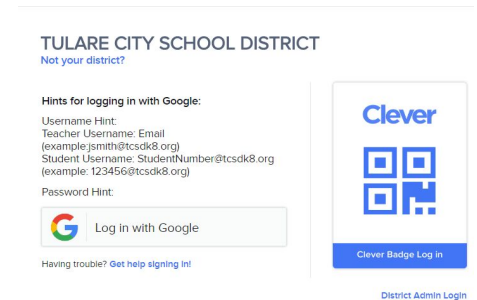 TULARE CITY SCHOOL DISTRICT
Not your district?
Hints for logging in with Google:
Username Hint:
Teacher Username: Email
(example:jsmith@tcsdk8.org)
Student Username: StudentNumber@tcsdk8.org
(example: 123456@tcsdk8.org)
Password Hint:
Log in with Google
Having trouble? Get help signing in!
Clever
Clever Badge Log in
District Admin Login